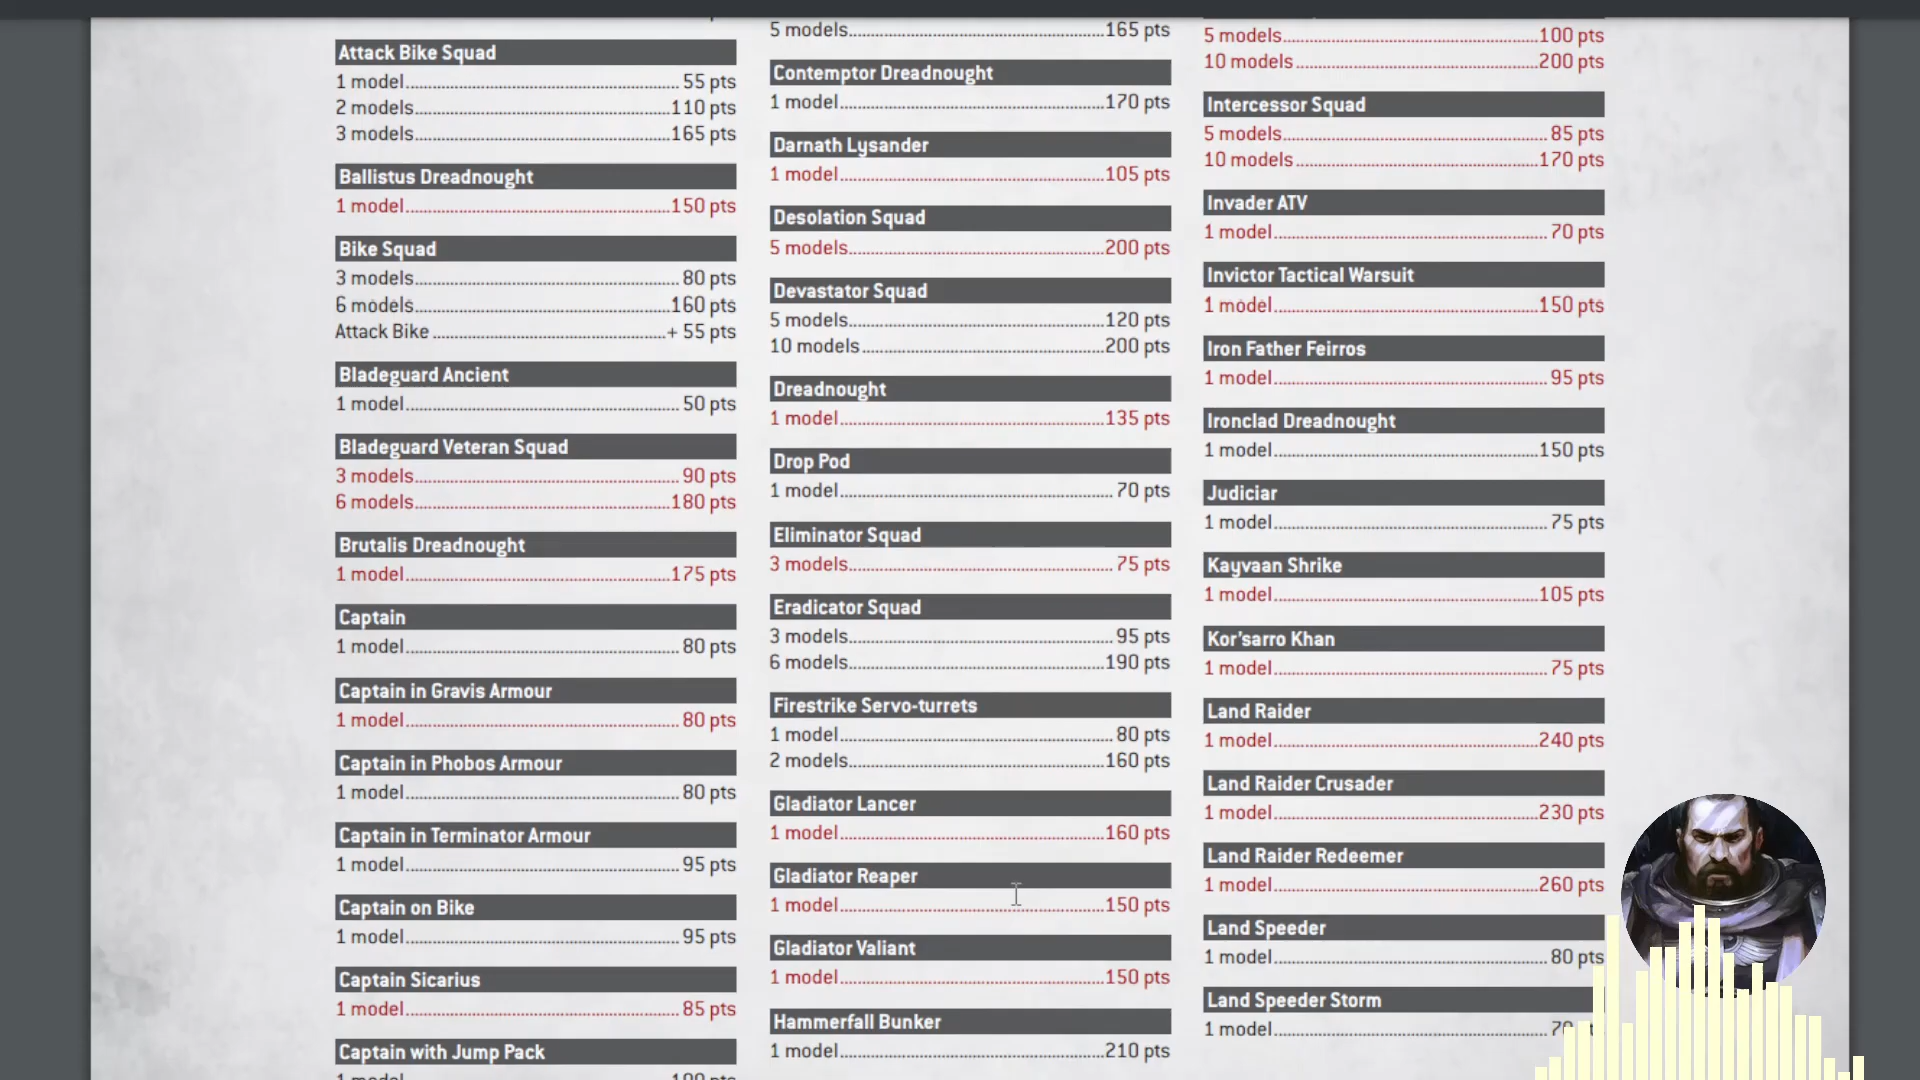 Attack Bike Squad
1 model 55 pts
2 models 110 pts
3 models 165 pts
Ballistus Dreadnought
1 model 150 pts
Bike Squad
3 models 80 pts
6 models 160 pts
Attack Bike + 55 pts
Bladeguard Ancient
1 model 50 pts
Bladeguard Veteran Squad
3 models 90 pts
6 models 180 pts
Brutalis Dreadnought
1 model 175 pts
Captain
1 model 80 pts
Captain in Gravis Armour
1 model 80 pts
Captain in Phobos Armour
1 model 80 pts
Captain in Terminator Armour
1 model 95 pts
Captain on Bike
1 model 95 pts
Captain Sicarius
1 model 85 pts
Captain with Jump Pack
5 models 165 pts
Contemptor Dreadnought
1 model 170 pts
Darnath Lysander
1 model 105 pts
Desolation Squad
5 models 200 pts
Devastator Squad
5 models 120 pts
10 models 200 pts
Dreadnought
1 model 135 pts
Drop Pod
1 model 70 pts
Eliminator Squad
3 models 75 pts
Eradicator Squad
3 models 95 pts
6 models 190 pts
Firestrike Servo-turrets
1 model 80 pts
2 models 160 pts
Gladiator Lancer
1 model 160 pts
Gladiator Reaper
1 model 150 pts
Gladiator Valiant
1 model 150 pts
Hammerfall Bunker
1 model 210 pts
5 models 100 pts
10 models 200 pts
Intercessor Squad
5 models 85 pts
10 models 170 pts
Invader ATV
1 model 70 pts
Invictor Tactical Warsuit
1 model 150 pts
Iron Father Feirros
1 model 95 pts
Ironclad Dreadnought
1 model 150 pts
Judiciar
1 model 75 pts
Kayvaan Shrike
1 model 105 pts
Kor'sarro Khan
1 model 75 pts
Land Raider
1 model 240 pts
Land Raider Crusader
1 model 230 pts
Land Raider Redeemer
1 model 260 pts
Land Speeder
1 model 80 pts
Land Speeder Storm
1 model